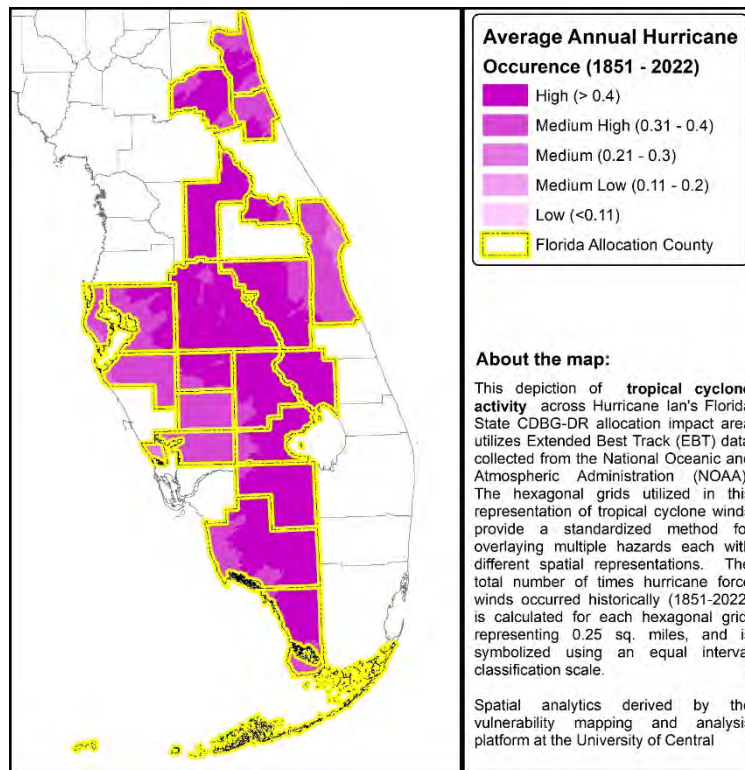 Average Annual Hurricane
Occurence (1851 - 2022)
High (> 0.4)
Medium High (0.31 - 0.4)
Medium (0.21 - 0.3)
Medium Low (0.11 - 0.2)
Low (<0.11)
Florida Allocation County
About the map:
This depiction of tropical cyclone
activity across Hurricane Ian's Florida
State CDBG-DR allocation impact area
utilizes Extended Best Track (EBT) data
collected from the National Oceanic and
Atmospheric Administration (NOAA)
The hexagonal grids utilized in this
representation of tropical cyclone winds
provide a standardized method for
overlaying multiple hazards each with
different spatial representations. The
total number of times hurricane force
winds occurred historically (1851-2022
is calculated for each hexagonal grid
representing 0.25 sq. miles, and is
symbolized using an equal interval
classification scale.
Spatial analytics derived by the
vulnerability mapping and analysis
platform at the University of Central